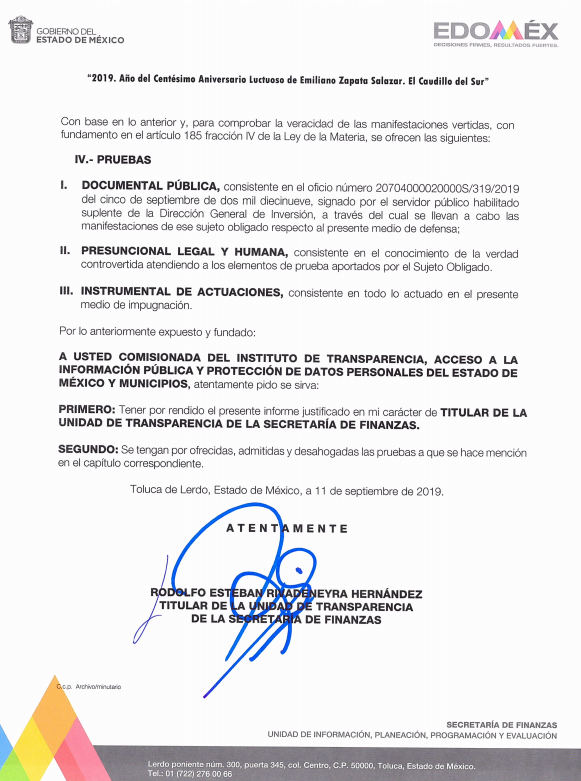 GOBIERNO DEL
ESTADO DE MÉXICO
EDOMÉX
DECISIONES FIRMES, RESULTADOS FUERTES.
"2019. Año del Centésimo Aniversario Luctuoso de Emiliano Zapata Salazar. El Caudillo del Sur"
Con base en lo anterior y, para comprobar la veracidad de las manifestaciones vertidas, con
fundamento en el artículo 185 fracción IV de la Ley de la Materia, se ofrecen las siguientes:
IV.- PRUEBAS
I. DOCUMENTAL PÚBLICA, consistente en el oficio número 20704000020000S/319/2019
del cinco de septiembre de dos mil diecinueve, signado por el servidor público habilitado
suplente de la Dirección General de Inversión, a través del cual se llevan a cabo las
manifestaciones de ese sujeto obligado respecto al presente medio de defensa;
II. PRESUNCIONAL LEGAL Y HUMANA, consistente en el conocimiento de la verdad
controvertida atendiendo a los elementos de prueba aportados por el Sujeto Obligado.
III. INSTRUMENTAL DE ACTUACIONES, consistente en todo lo actuado en el presente
medio de impugnación.
Por lo anteriormente expuesto y fundado:
A USTED COMISIONADA DEL INSTITUTO DE TRANSPARENCIA, ACCESO A LA
INFORMACIÓN PÚBLICA Y PROTECCIÓN DE DATOS PERSONALES DEL ESTADO DE
MÉXICO Y MUNICIPIOS, atentamente pido se sirva:
PRIMERO: Tener por rendido el presente informe justificado en mi carácter de TITULAR DE LA
UNIDAD DE TRANSPARENCIA DE LA SECRETARÍA DE FINANZAS.
SEGUNDO: Se tengan por ofrecidas, admitidas y desahogadas las pruebas a que se hace mención
en el capítulo correspondiente.
Toluca de Lerdo, Estado de México, a 11 de septiembre de 2019.
A T E N T A M E N T E
RODOLFO ESTEBAN RIVADENEYRA HERNÁNDEZ
TITULAR DE LA UNIDAD DE TRANSPARENCIA
DE LA SECRETARÍA DE FINANZAS
C.c.p. Archivo/minutario
SECRETARÍA DE FINANZAS
UNIDAD DE INFORMACIÓN, PLANEACIÓN, PROGRAMACIÓN Y EVALUACIÓN
Lerdo poniente núm. 300, puerta 345, col. Centro, C.P. 50000, Toluca, Estado de México.
Tel.: 01 (722) 276 00 66